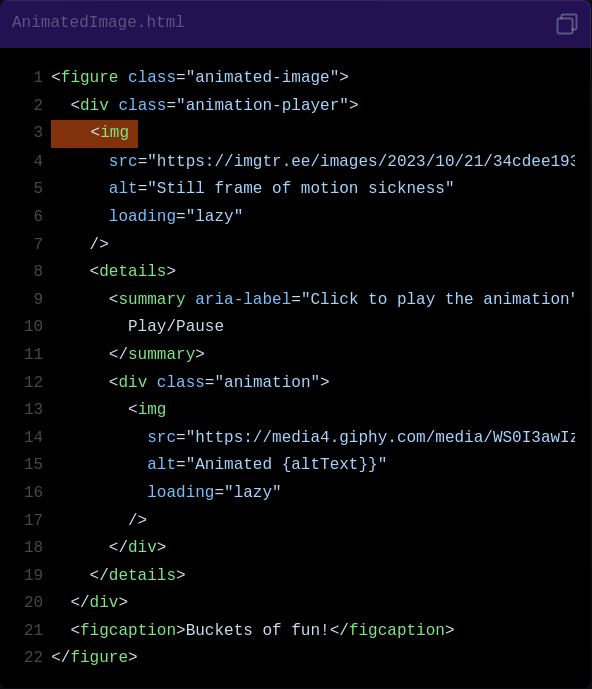 AnimatedImage.html
1 <figure class="animated-image">
2   <div class="animation-player">
3     <img
4       src="https://imgtr.ee/images/2023/10/21/34cdee193
5       alt="Still frame of motion sickness"
6       loading="lazy"
7     />
8     <details>
9       <summary aria-label="Click to play the animation"
10         Play/Pause
11       </summary>
12       <div class="animation">
13         <img
14           src="https://media4.giphy.com/media/WS0I3awIz
15           alt="Animated {altText}}"
16           loading="lazy"
17         />
18       </div>
19     </details>
20   </div>
21   <figcaption>Buckets of fun!</figcaption>
22 </figure>